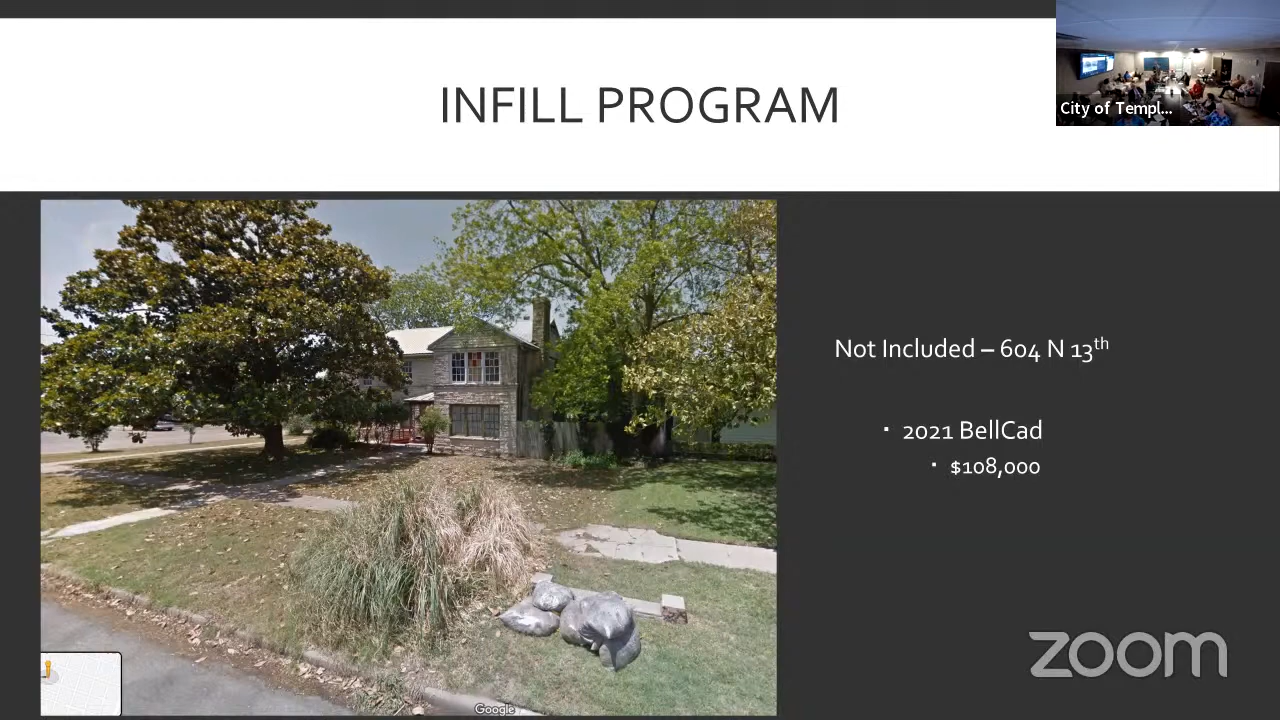 INFILL PROGRAM
City of Templ...
Not Included – 604 N 13th
▪ 2021 BellCad
▪ $108,000
Google
zoom